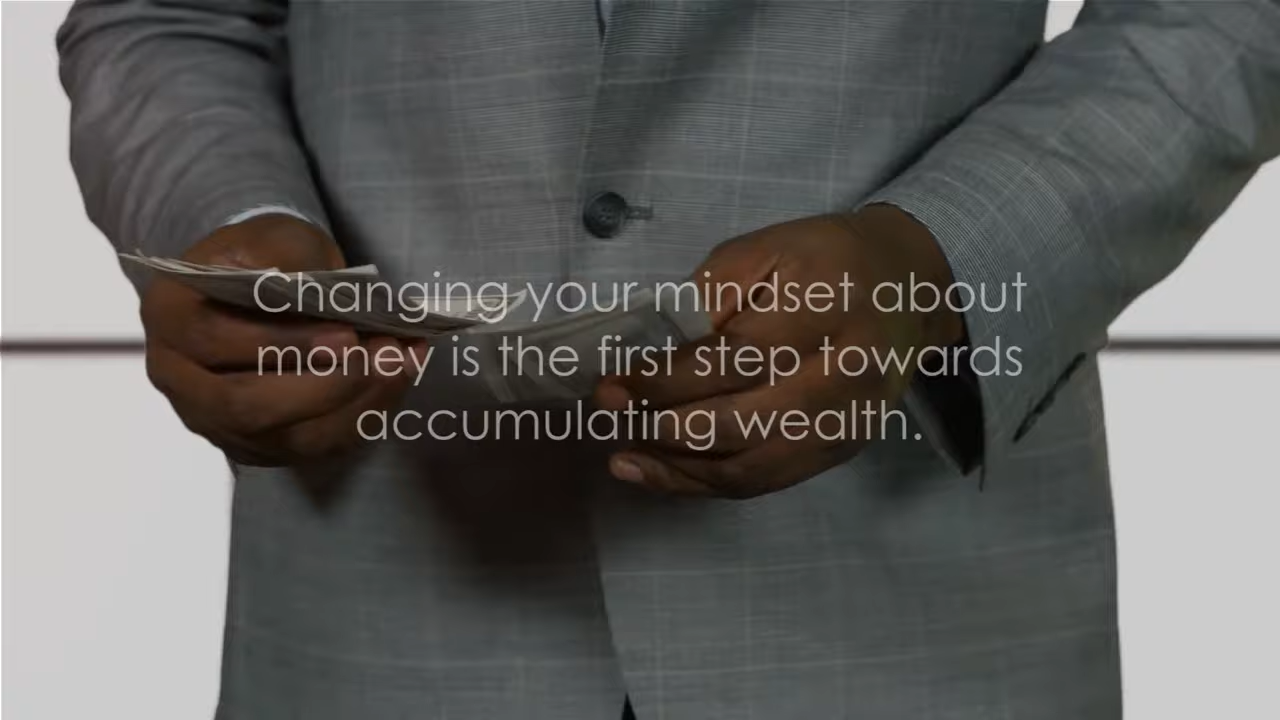 Changing your mindset about
money is the first step towards
accumulating wealth.